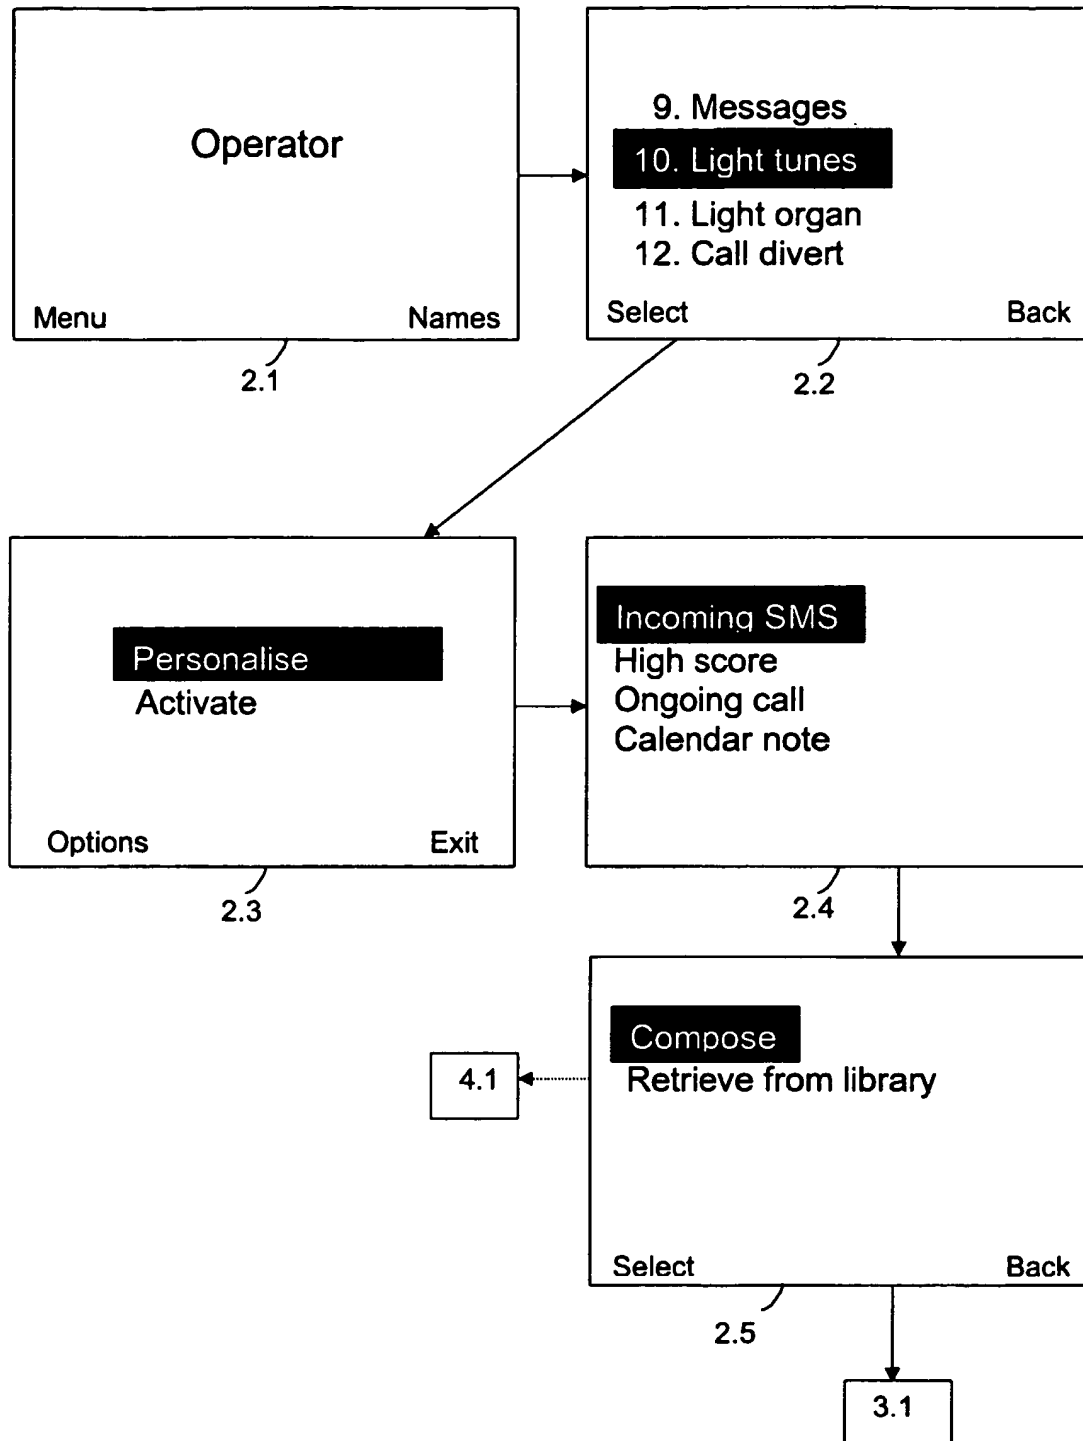 Operator
Menu
Names
2.1
9. Messages
10. Light tunes
11. Light organ
12. Call divert
Select
Back
2.2
Personalise
Activate
Options
Exit
2.3
Incoming SMS
High score
Ongoing call
Calendar note
2.4
Compose
Retrieve from library
Select
Back
2.5
4.1
3.1